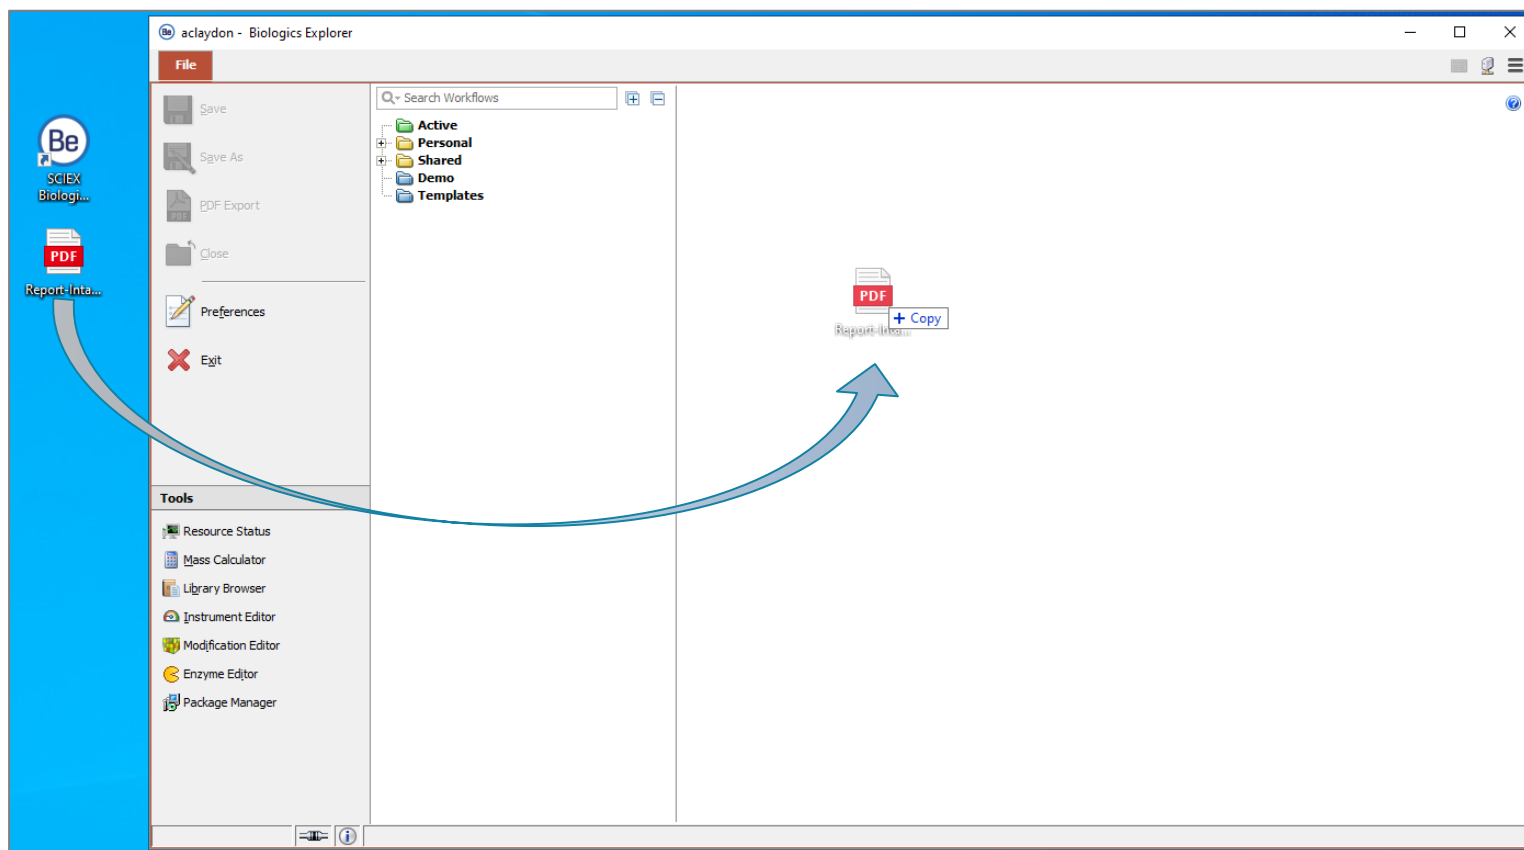 aclaydon - Biologics Explorer
File
Be
SCIEX
Biologi...
PDF
Report-Inta...
Save
Save As
PDF
PDF Export
Close
Preferences
Exit
Search Workflows
Active
Personal
Shared
Demo
Templates
PDF
+ Copy
Report-Inta...
Tools
Resource Status
Mass Calculator
Library Browser
Instrument Editor
Modification Editor
Enzyme Editor
Package Manager